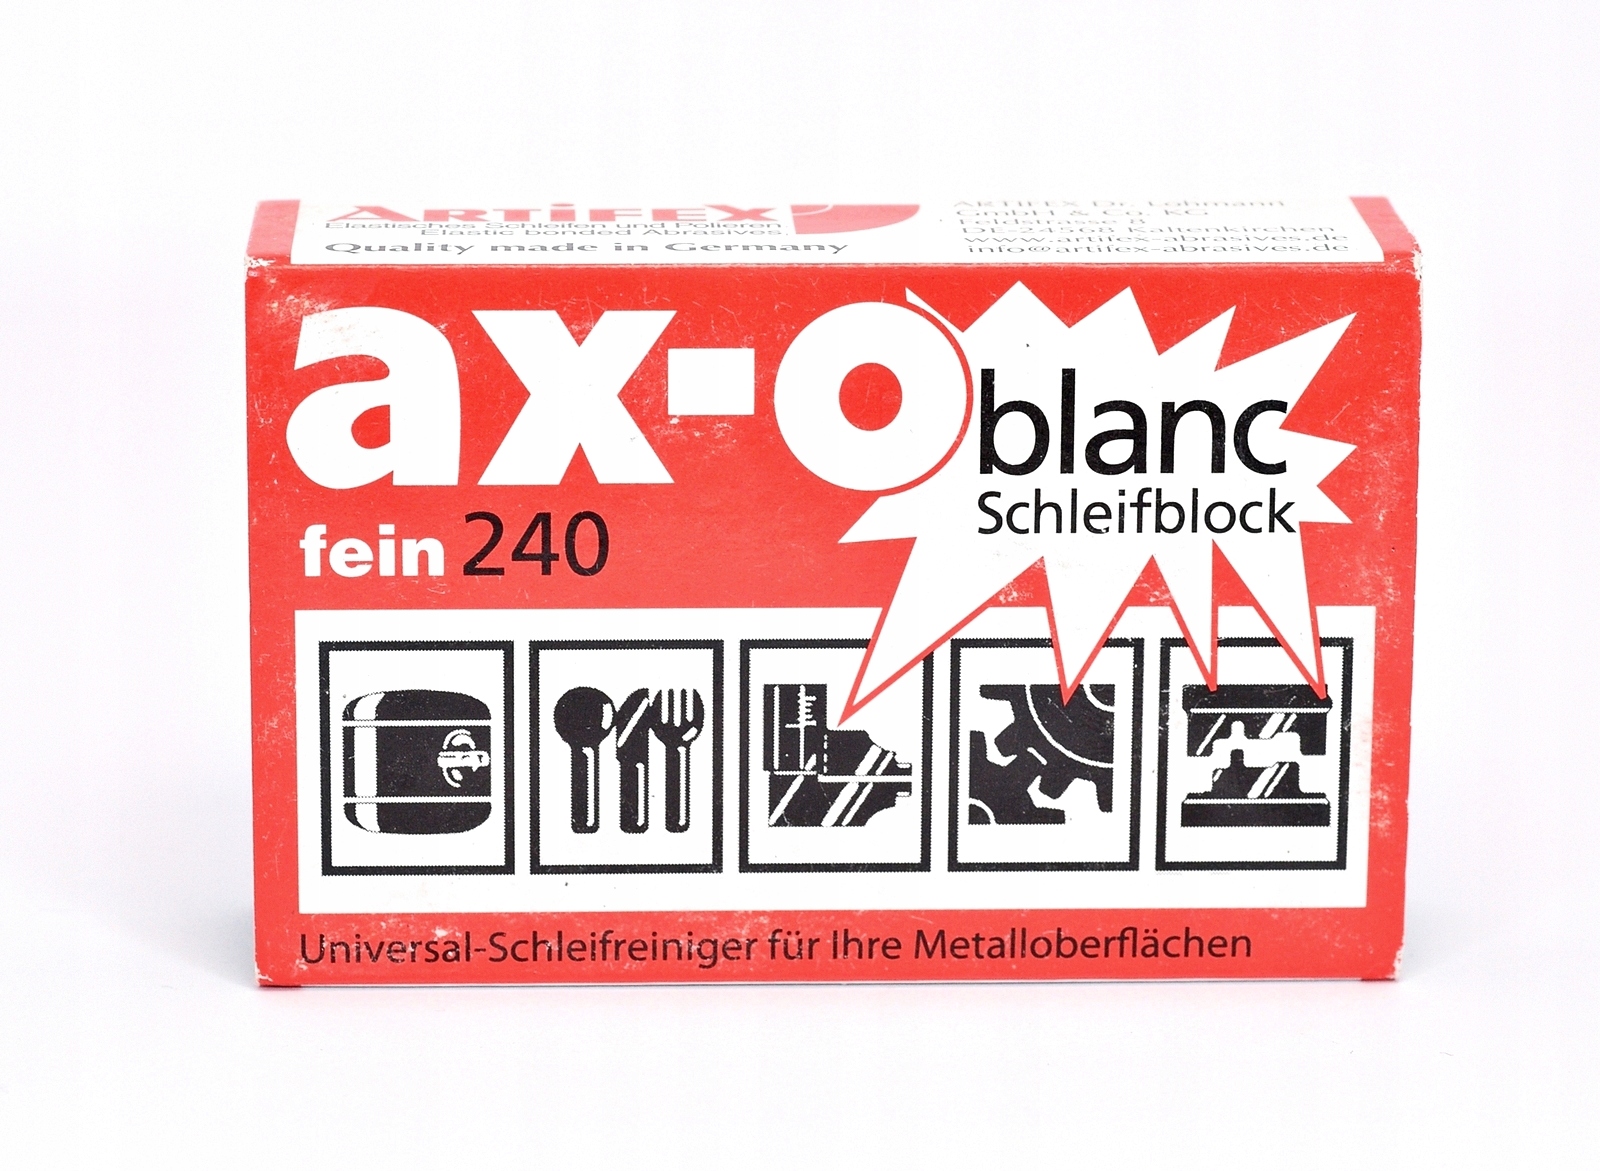 ARTiFEX
Elastisches Schleifen und Polieren
Elastic bonded Abrasives
Quality made in Germany
ARTIFEX Dr. Lohmann
GmbH & Co. KG
Feldstrasse 8
DE-24568 Kaltenkirchen
www.artifex-abrasives.de
info@artifex-abrasives.de
ax-o
blanc
Schleifblock
fein 240
Universal-Schleifreiniger für Ihre Metalloberflächen